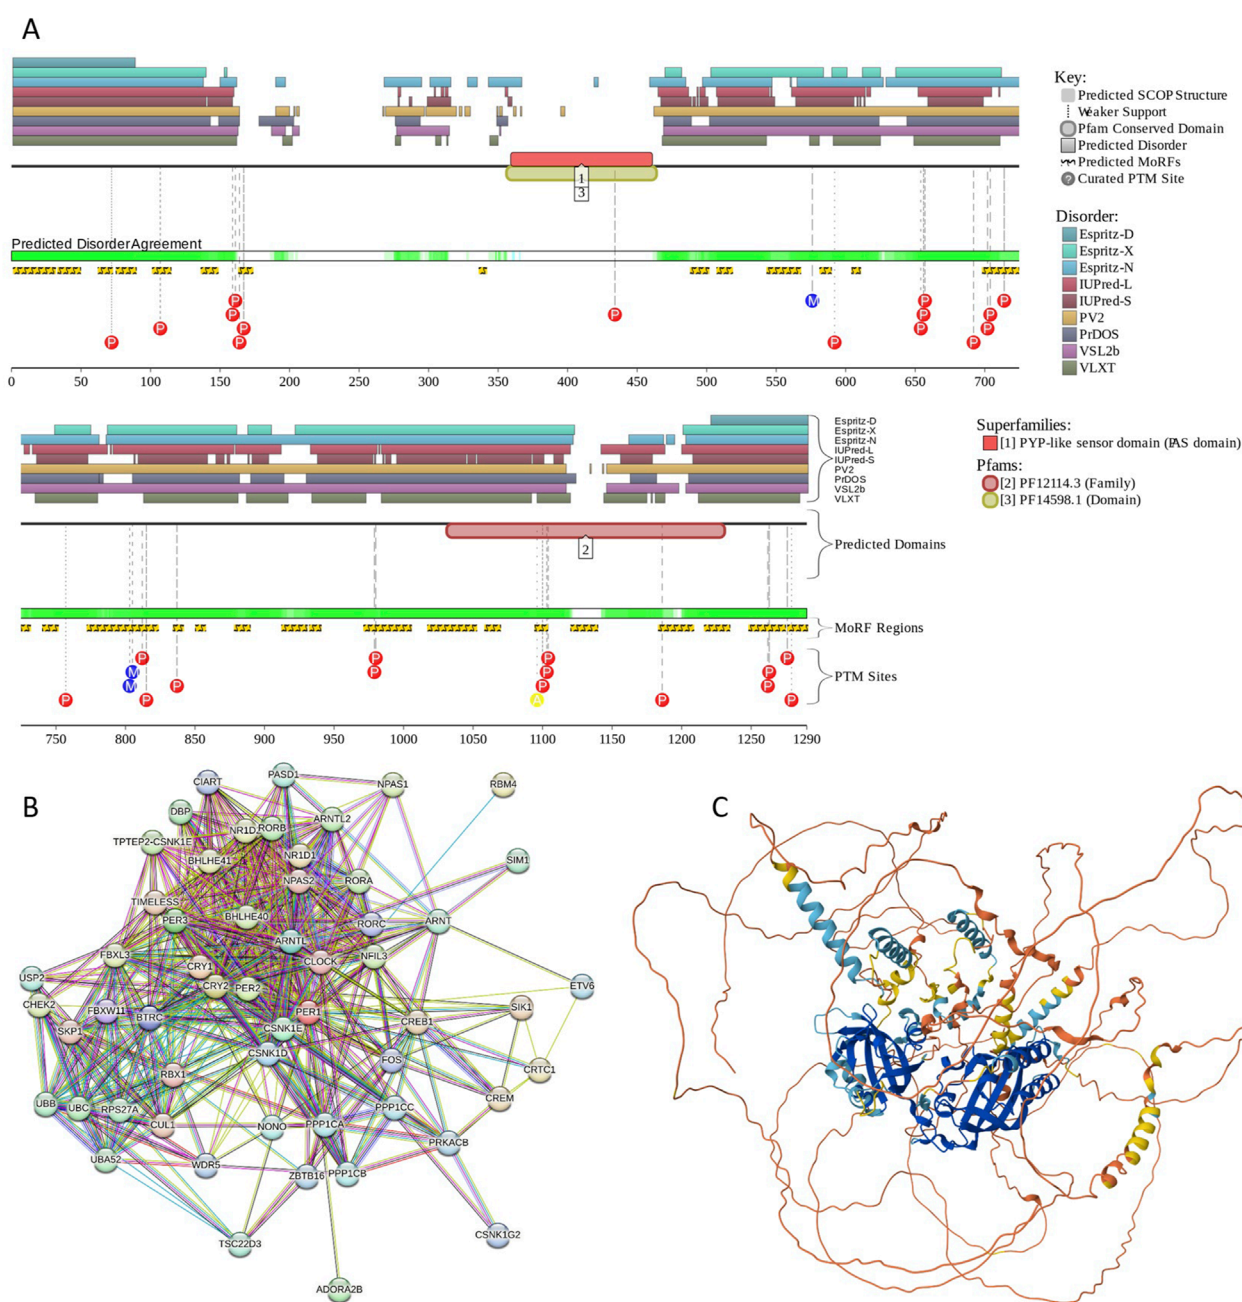 A
Key:
Predicted SCOP Structure
Weaker Support
Pfam Conserved Domain
Predicted Disorder
Predicted MoRFs
? Curated PTM Site
Disorder:
Espritz-D
Espritz-X
Espritz-N
IUPred-L
IUPred-S
PV2
PrDOS
VSL2b
VLXT
1
3
Predicted Disorder Agreement
P P M P P
P P P P
P P P P
P P P P
0 50 100 150 200 250 300 350 400 450 500 550 600 650 700
Espritz-D
Espritz-X
Espritz-N
IUPred-L
IUPred-S
PV2
PrDOS
VSL2b
VLXT
Superfamilies:
[1] PYP-like sensor domain (PAS domain)
Pfams:
[2] PF12114.3 (Family)
[3] PF14598.1 (Domain)
2
Predicted Domains
MoRF Regions
P P P P
M P P P
M P P P
P P A P P
PTM Sites
750 800 850 900 950 1000 1050 1100 1150 1200 1250 1290
B
C
CIART
PASD1
NPAS1
RBM4
DBP
NR1D
RORB
ARNTL2
TPTEP2-CSNK1E
BHLHE41
NR1D1
SIM1
NPAS2
RORA
TIMELESS
PER3
BHLHE40
RORC
ARNT
ARNTL
FBXL3
CRY1
CLOCK
NFIL3
USP2
CRY2
PER2
ETV6
CHEK2
FBXW11
BTRC
PER1
SIK1
SKP1
CSNK1E
CREB1
CSNK1D
FOS
RBX1
CRTC1
UBB
UBC
RPS27A
PPP1CC
CREM
CUL1
NONO
PPP1CA
PRKACB
UBA52
WDR5
ZBTB16
PPP1CB
TSC22D3
CSNK1G2
ADORA2B